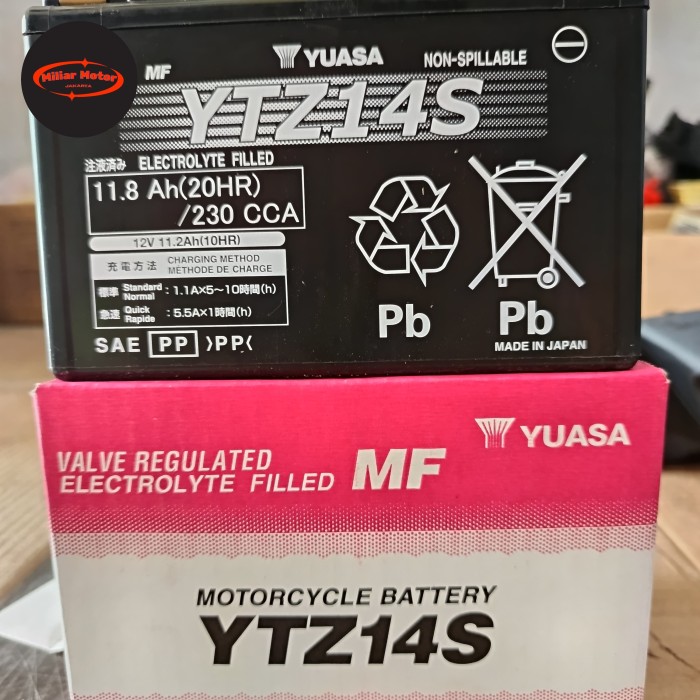 Miliar Motor
JAKARTA
YUASA
NON-SPILLABLE
MF
YTZ14S
注液済み ELECTROLYTE FILLED
11.8 Ah(20HR)
/230 CCA
12V 11.2Ah(10HR)
充電方法 CHARGING METHOD
METHODE DE CHARGE
標準 Standard Normal : 1.1A×5~10時間(h)
急速 Quick Rapide : 5.5A×1時間(h)
SAE PP >PP<
Pb
Pb
MADE IN JAPAN
YUASA
VALVE REGULATED
ELECTROLYTE FILLED MF
MOTORCYCLE BATTERY
YTZ14S